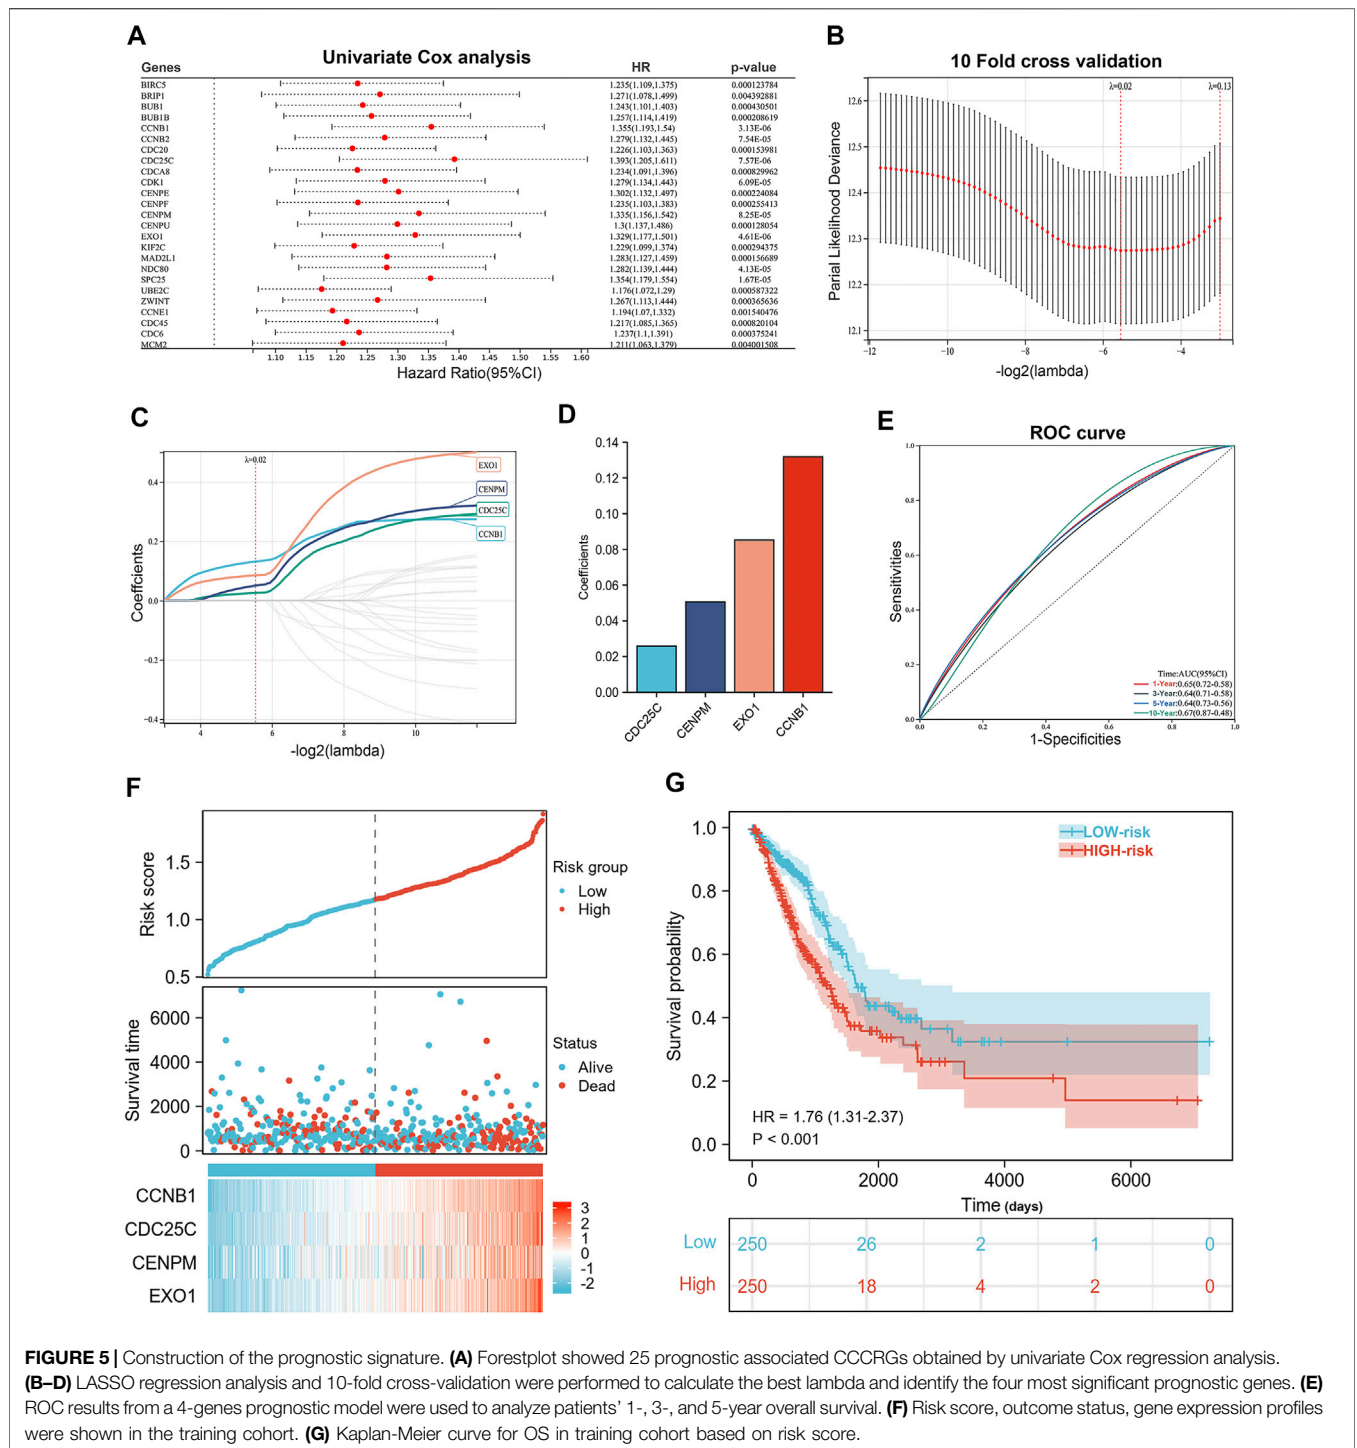 A
Univariate Cox analysis
Genes HR p-value
BIRC5 1.235(1.109,1.375) 0.000123784
BRIP1 1.271(1.078,1.499) 0.004392881
BUB1 1.243(1.101,1.403) 0.000430501
BUB1B 1.257(1.114,1.419) 0.000208619
CCNB1 1.355(1.193,1.54) 3.13E-06
CCNB2 1.279(1.132,1.445) 7.54E-05
CDC20 1.226(1.103,1.363) 0.000153981
CDC25C 1.393(1.205,1.611) 7.57E-06
CDCA8 1.234(1.091,1.396) 0.000829962
CDK1 1.279(1.134,1.443) 6.09E-05
CENPE 1.302(1.132,1.497) 0.000224084
CENPF 1.235(1.103,1.383) 0.000255413
CENPM 1.335(1.156,1.542) 8.25E-05
CENPU 1.3(1.137,1.486) 0.000128054
EXO1 1.329(1.177,1.501) 4.61E-06
KIF2C 1.229(1.099,1.374) 0.000294375
MAD2L1 1.283(1.127,1.459) 0.000156689
NDC80 1.282(1.139,1.444) 4.13E-05
SPC25 1.354(1.179,1.554) 1.67E-05
UBE2C 1.176(1.072,1.29) 0.000587322
ZWINT 1.267(1.113,1.444) 0.000365636
CCNE1 1.194(1.07,1.332) 0.001540476
CDC45 1.217(1.085,1.365) 0.000820104
CDC6 1.237(1.1,1.391) 0.000375241
MCM2 1.211(1.063,1.379) 0.004001508
1.10 1.15 1.20 1.25 1.30 1.35 1.40 1.45 1.50 1.55 1.60
Hazard Ratio(95%CI)
B
10 Fold cross validation
λ=0.02 λ=0.13
12.6
12.5
12.4
12.3
12.2
12.1
Parial Likelihood Deviance
−12 −10 −8 −6 −4
-log2(lambda)
C
λ=0.02
EXO1
CENPM
CDC25C
CCNB1
0.4
0.2
0.0
−0.2
−0.4
Coeffcients
4 6 8 10
-log2(lambda)
D
0.14
0.12
0.10
0.08
0.06
0.04
0.02
0.00
Coefficients
CDC25C CENPM EXO1 CCNB1
E
ROC curve
1.0
0.8
0.6
0.4
0.2
0.0
Sensitivities
Time:AUC(95%CI)
1-Year:0.65(0.72-0.58)
3-Year:0.64(0.71-0.58)
5-Year:0.64(0.73-0.56)
10-Year:0.67(0.87-0.48)
0.0 0.2 0.4 0.6 0.8 1.0
1-Specificities
F
1.5
1.0
0.5
Risk score
Risk group
Low
High
6000
4000
2000
0
Survival time
Status
Alive
Dead
CCNB1
CDC25C
CENPM
EXO1
3
2
1
0
-1
-2
G
1.0
0.8
0.6
0.4
0.2
0.0
Survival probability
LOW-risk
HIGH-risk
HR = 1.76 (1.31-2.37)
P < 0.001
0 2000 4000 6000
Time (days)
Low 250 26 2 1 0
High 250 18 4 2 0
FIGURE 5 | Construction of the prognostic signature. (A) Forestplot showed 25 prognostic associated CCCRGs obtained by univariate Cox regression analysis.
(B–D) LASSO regression analysis and 10-fold cross-validation were performed to calculate the best lambda and identify the four most significant prognostic genes. (E)
ROC results from a 4-genes prognostic model were used to analyze patients' 1-, 3-, and 5-year overall survival. (F) Risk score, outcome status, gene expression profiles
were shown in the training cohort. (G) Kaplan-Meier curve for OS in training cohort based on risk score.